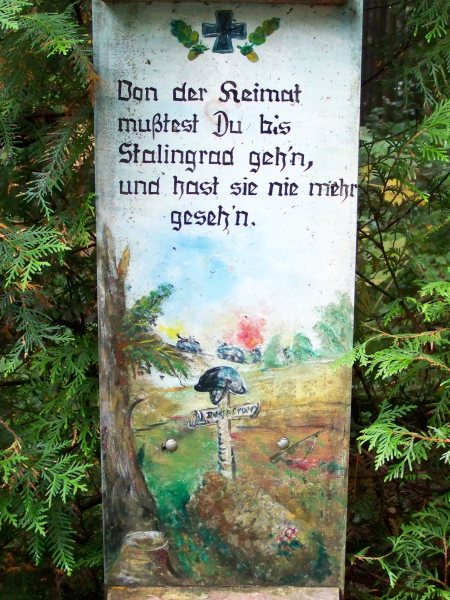 Von der Heimat
mußtest Du bis
Stalingrad geh'n,
und hast sie nie mehr
geseh'n.